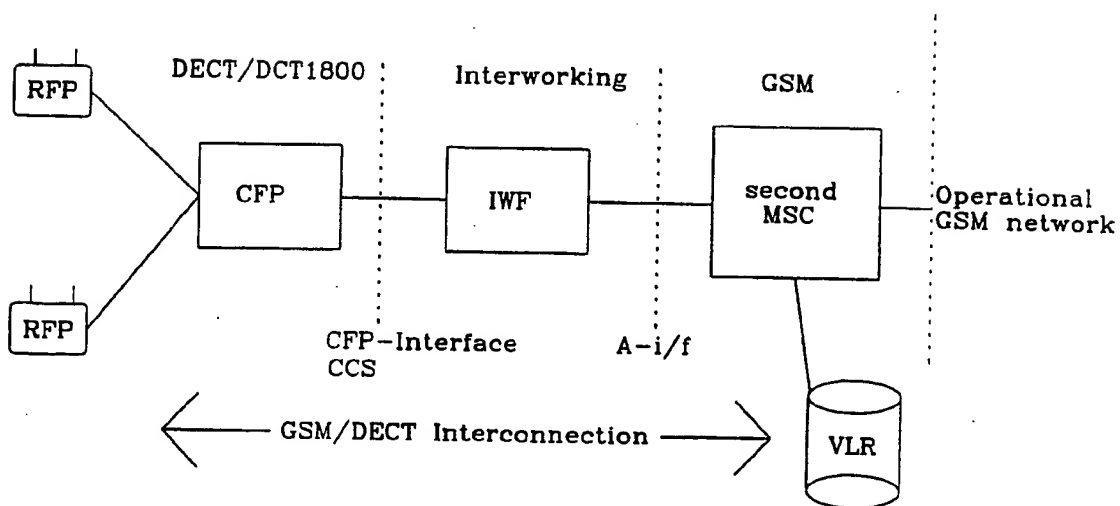 RFP
DECT/DCT1800
Interworking
GSM
CFP
IWF
second
MSC
Operational
GSM network
RFP
CFP-Interface
CCS
A-i/f
GSM/DECT Interconnection
VLR